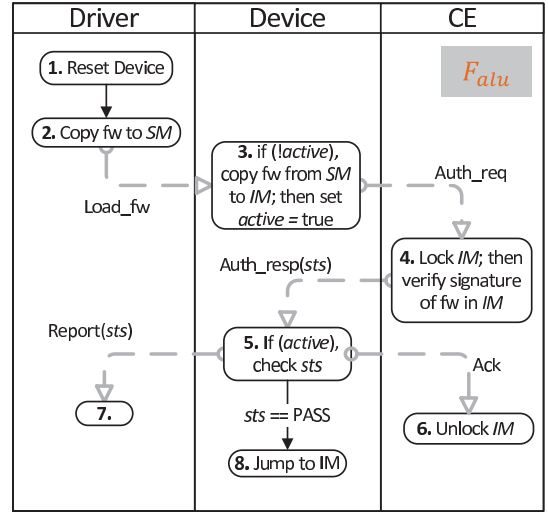 Driver
Device
CE
F_alu
1. Reset Device
2. Copy fw to SM
Load_fw
3. if (!active),
copy fw from SM
to IM; then set
active = true
Auth_req
4. Lock IM; then
verify signature
of fw in IM
Auth_resp(sts)
5. If (active),
check sts
Report(sts)
Ack
7.
sts == PASS
6. Unlock IM
8. Jump to IM